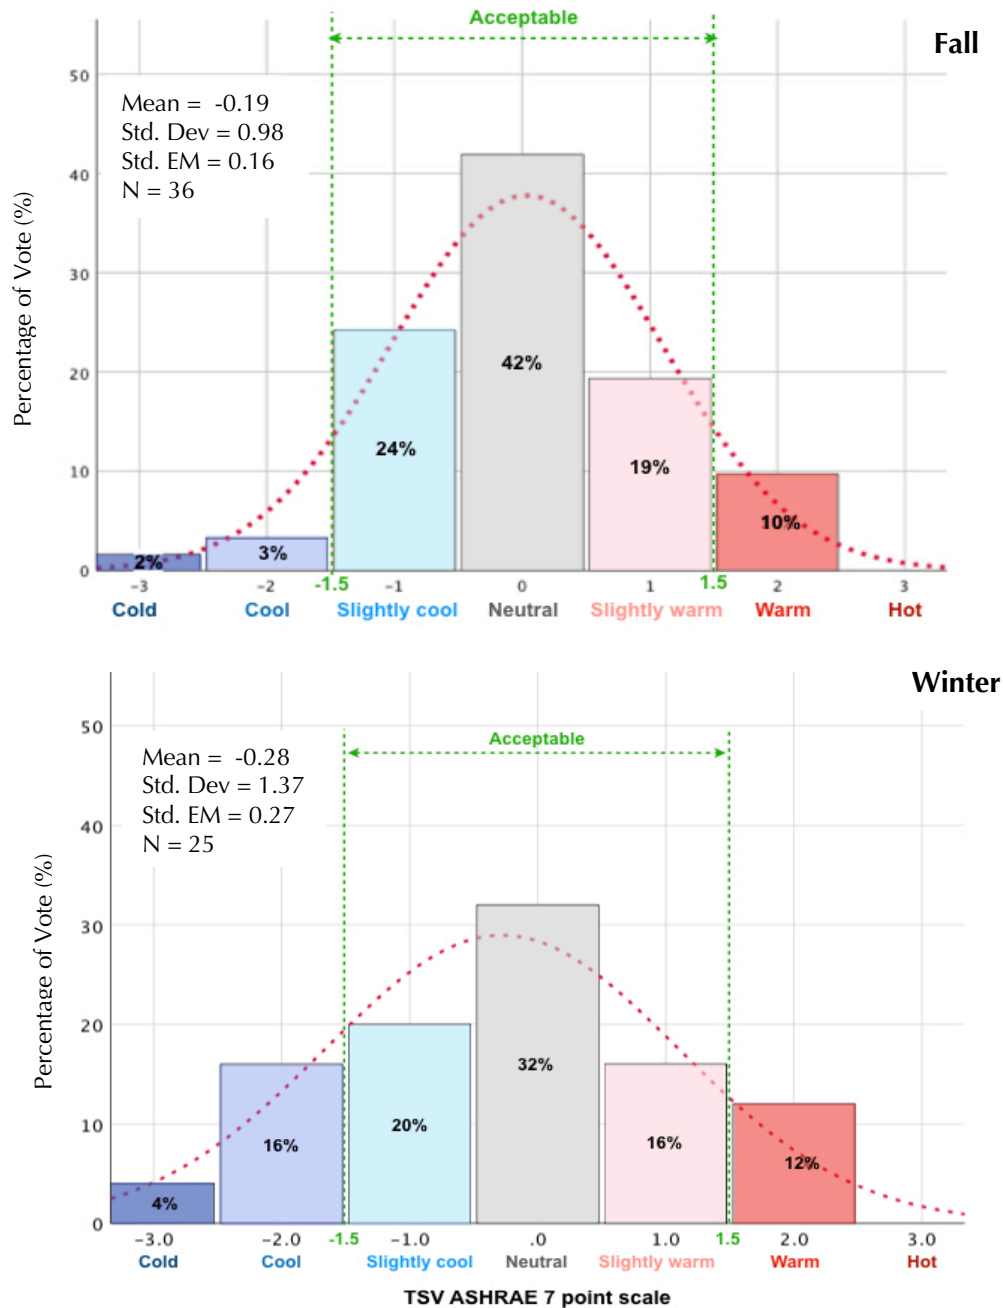 Acceptable
Fall
Mean = -0.19
Std. Dev = 0.98
Std. EM = 0.16
N = 36
Percentage of Vote (%)
50
40
30
20
10
0
2%
3%
24%
42%
19%
10%
-3 -2 -1.5 -1 0 1 1.5 2 3
Cold Cool Slightly cool Neutral Slightly warm Warm Hot
Winter
Acceptable
Mean = -0.28
Std. Dev = 1.37
Std. EM = 0.27
N = 25
Percentage of Vote (%)
50
40
30
20
10
0
4%
16%
20%
32%
16%
12%
-3.0 -2.0 -1.5 -1.0 .0 1.0 1.5 2.0 3.0
Cold Cool Slightly cool Neutral Slightly warm Warm Hot
TSV ASHRAE 7 point scale